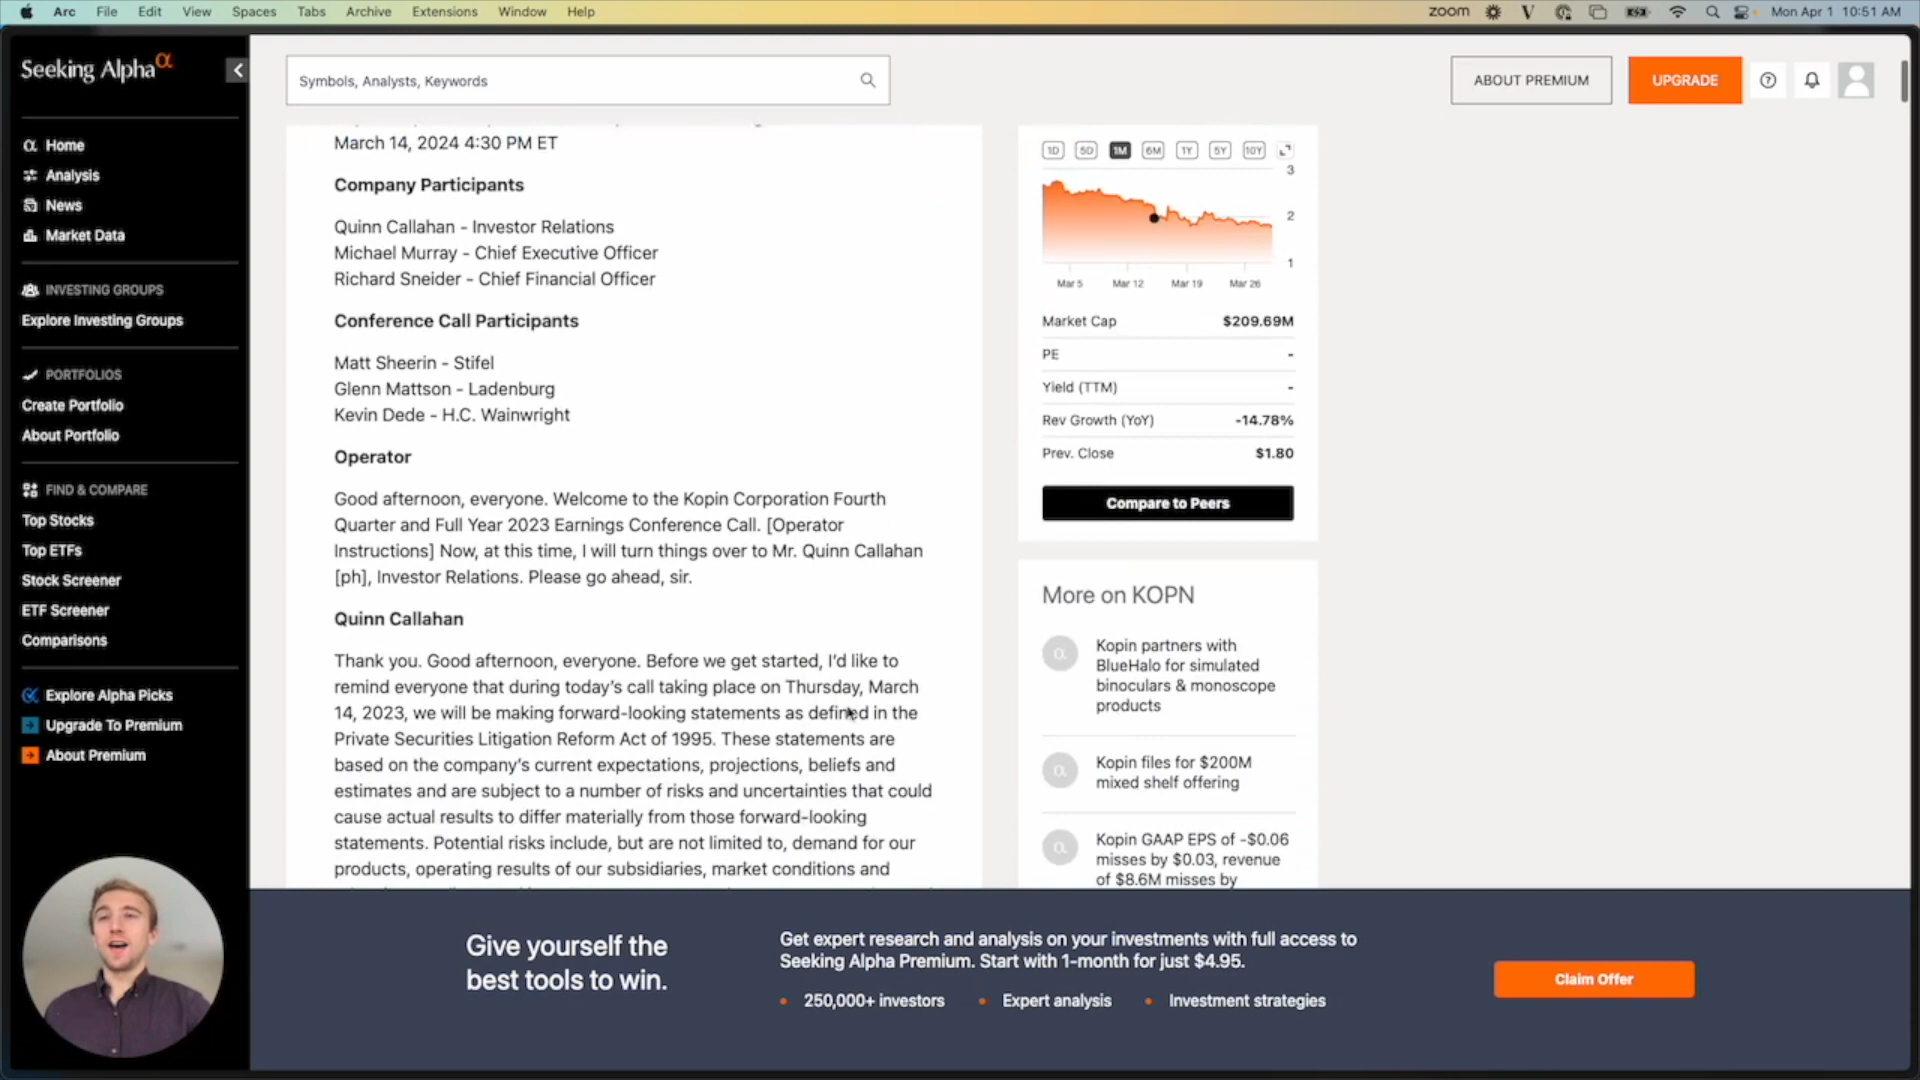 Arc File Edit View Spaces Tabs Archive Extensions Window Help
zoom Mon Apr 1 10:51 AM
Seeking Alpha α
Symbols, Analysts, Keywords
ABOUT PREMIUM
UPGRADE
Home
Analysis
News
Market Data
INVESTING GROUPS
Explore Investing Groups
PORTFOLIOS
Create Portfolio
About Portfolio
FIND & COMPARE
Top Stocks
Top ETFs
Stock Screener
ETF Screener
Comparisons
Explore Alpha Picks
Upgrade To Premium
About Premium
March 14, 2024 4:30 PM ET
Company Participants
Quinn Callahan - Investor Relations
Michael Murray - Chief Executive Officer
Richard Sneider - Chief Financial Officer
Conference Call Participants
Matt Sheerin - Stifel
Glenn Mattson - Ladenburg
Kevin Dede - H.C. Wainwright
Operator
Good afternoon, everyone. Welcome to the Kopin Corporation Fourth
Quarter and Full Year 2023 Earnings Conference Call. [Operator
Instructions] Now, at this time, I will turn things over to Mr. Quinn Callahan
[ph], Investor Relations. Please go ahead, sir.
Quinn Callahan
Thank you. Good afternoon, everyone. Before we get started, I'd like to
remind everyone that during today's call taking place on Thursday, March
14, 2023, we will be making forward-looking statements as defined in the
Private Securities Litigation Reform Act of 1995. These statements are
based on the company's current expectations, projections, beliefs and
estimates and are subject to a number of risks and uncertainties that could
cause actual results to differ materially from those forward-looking
statements. Potential risks include, but are not limited to, demand for our
products, operating results of our subsidiaries, market conditions and
1D 5D 1M 6M 1Y 5Y 10Y
3
2
1
Mar 5 Mar 12 Mar 19 Mar 26
Market Cap $209.69M
PE -
Yield (TTM) -
Rev Growth (YoY) -14.78%
Prev. Close $1.80
Compare to Peers
More on KOPN
Kopin partners with
BlueHalo for simulated
binoculars & monoscope
products
Kopin files for $200M
mixed shelf offering
Kopin GAAP EPS of -$0.06
misses by $0.03, revenue
of $8.6M misses by
Give yourself the
best tools to win.
Get expert research and analysis on your investments with full access to
Seeking Alpha Premium. Start with 1-month for just $4.95.
• 250,000+ investors • Expert analysis • Investment strategies
Claim Offer